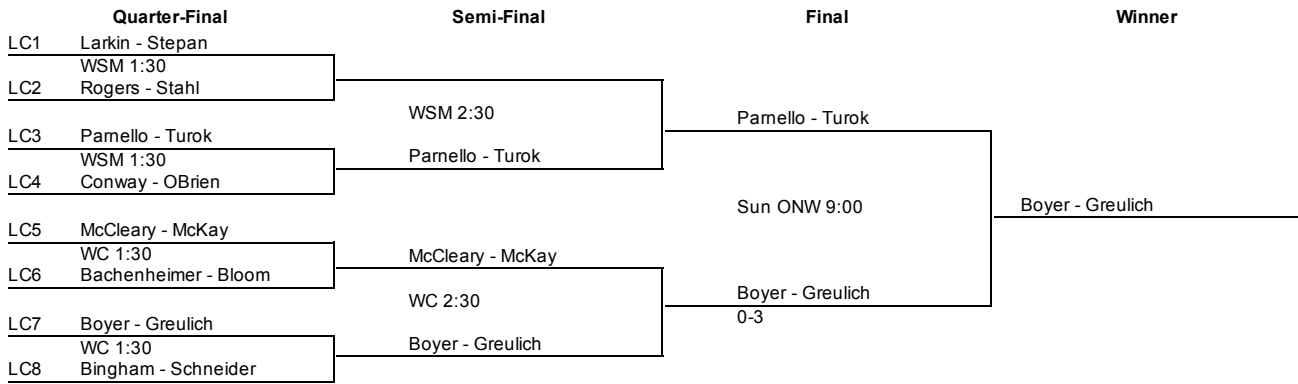 Quarter-Final Semi-Final Final Winner
LC1 Larkin - Stepan
WSM 1:30
LC2 Rogers - Stahl
WSM 2:30
Parnello - Turok
LC3 Parnello - Turok
WSM 1:30
Parnello - Turok
LC4 Conway - OBrien
Sun ONW 9:00
Boyer - Greulich
LC5 McCleary - McKay
WC 1:30
McCleary - McKay
LC6 Bachenheimer - Bloom
WC 2:30
Boyer - Greulich
0-3
LC7 Boyer - Greulich
WC 1:30
Boyer - Greulich
LC8 Bingham - Schneider